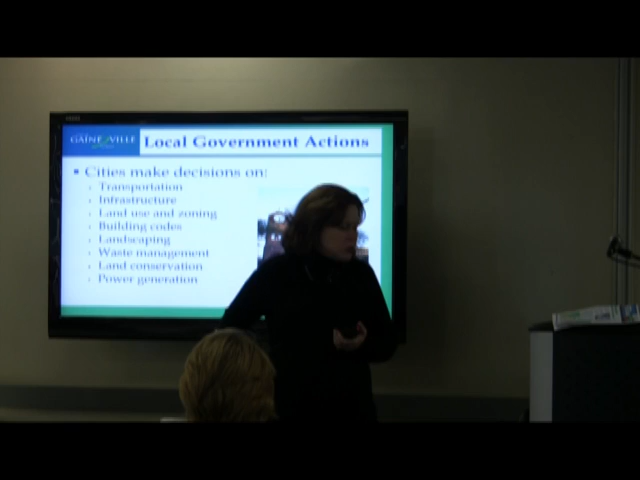 GAINESVILLE
Local Government Actions
Cities make decisions on:
Transportation
Infrastructure
Land use and zoning
Building codes
Landscaping
Waste management
Land conservation
Power generation